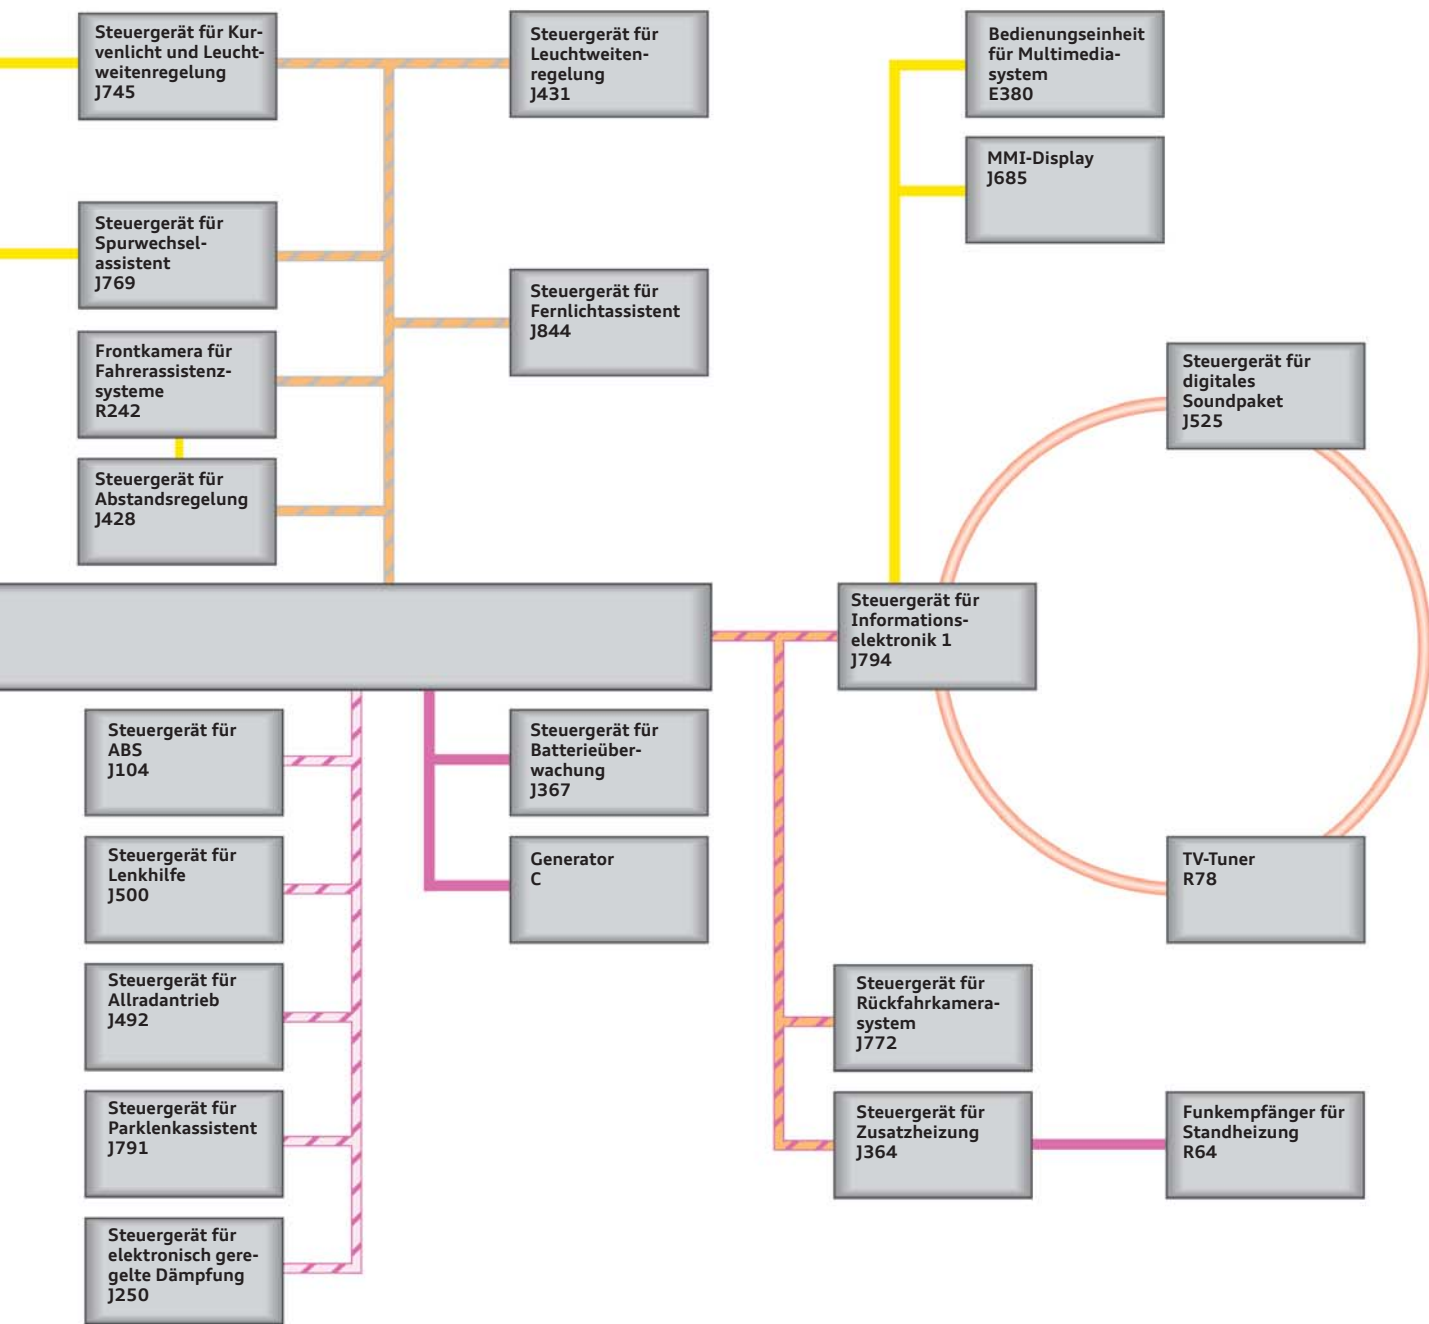 Steuergerät für Kur-
venlicht und Leucht-
weitenregelung
J745
Steuergerät für
Leuchtweiten-
regelung
J431
Bedienungseinheit
für Multimedia-
system
E380
MMI-Display
J685
Steuergerät für
Spurwechsel-
assistent
J769
Steuergerät für
Fernlichtassistent
J844
Frontkamera für
Fahrerassistenz-
systeme
R242
Steuergerät für
digitales
Soundpaket
J525
Steuergerät für
Abstandsregelung
J428
Steuergerät für
Informations-
elektronik 1
J794
Steuergerät für
ABS
J104
Steuergerät für
Batterieüber-
wachung
J367
Steuergerät für
Lenkhilfe
J500
Generator
C
TV-Tuner
R78
Steuergerät für
Allradantrieb
J492
Steuergerät für
Rückfahrkamera-
system
J772
Steuergerät für
Parklenkassistent
J791
Steuergerät für
Zusatzheizung
J364
Funkempfänger für
Standheizung
R64
Steuergerät für
elektronisch gere-
gelte Dämpfung
J250